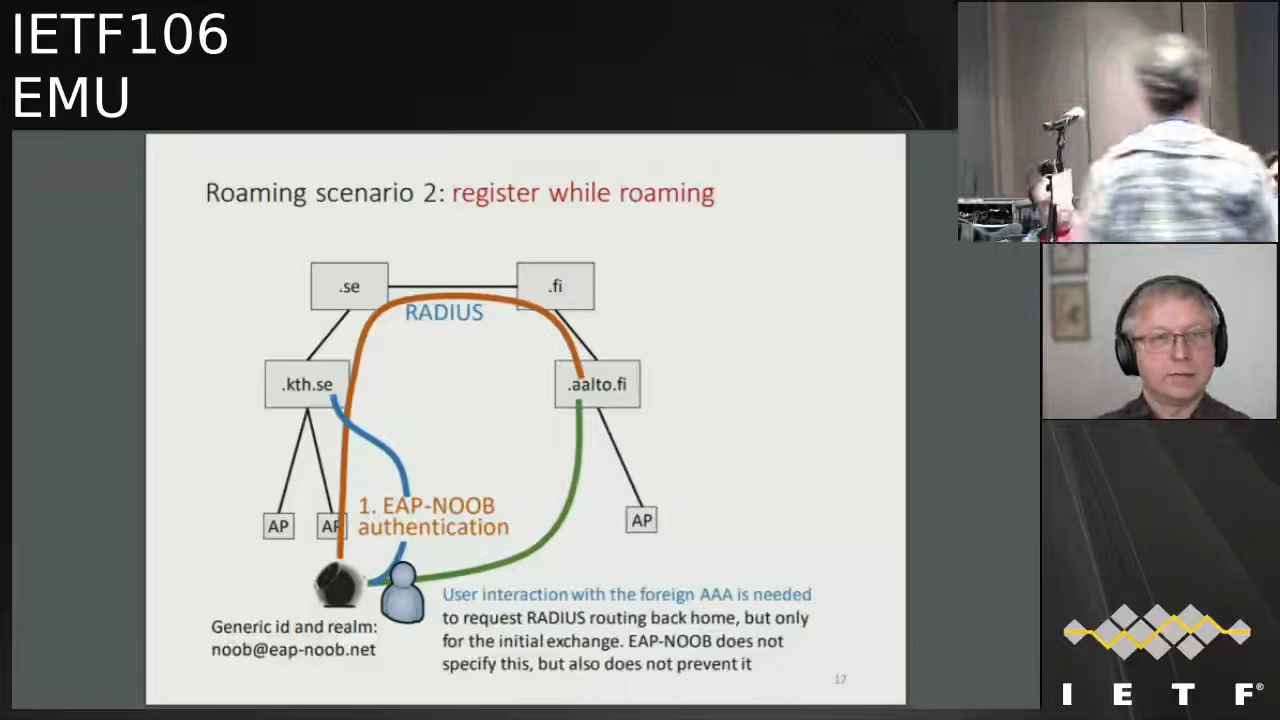 IETF106
EMU
Roaming scenario 2: register while roaming
.se
.fi
RADIUS
.kth.se
.aalto.fi
1. EAP-NOOB
authentication
AP
AP
AP
User interaction with the foreign AAA is needed
to request RADIUS routing back home, but only
for the initial exchange. EAP-NOOB does not
specify this, but also does not prevent it
Generic id and realm:
noob@eap-noob.net
17
I E T F®